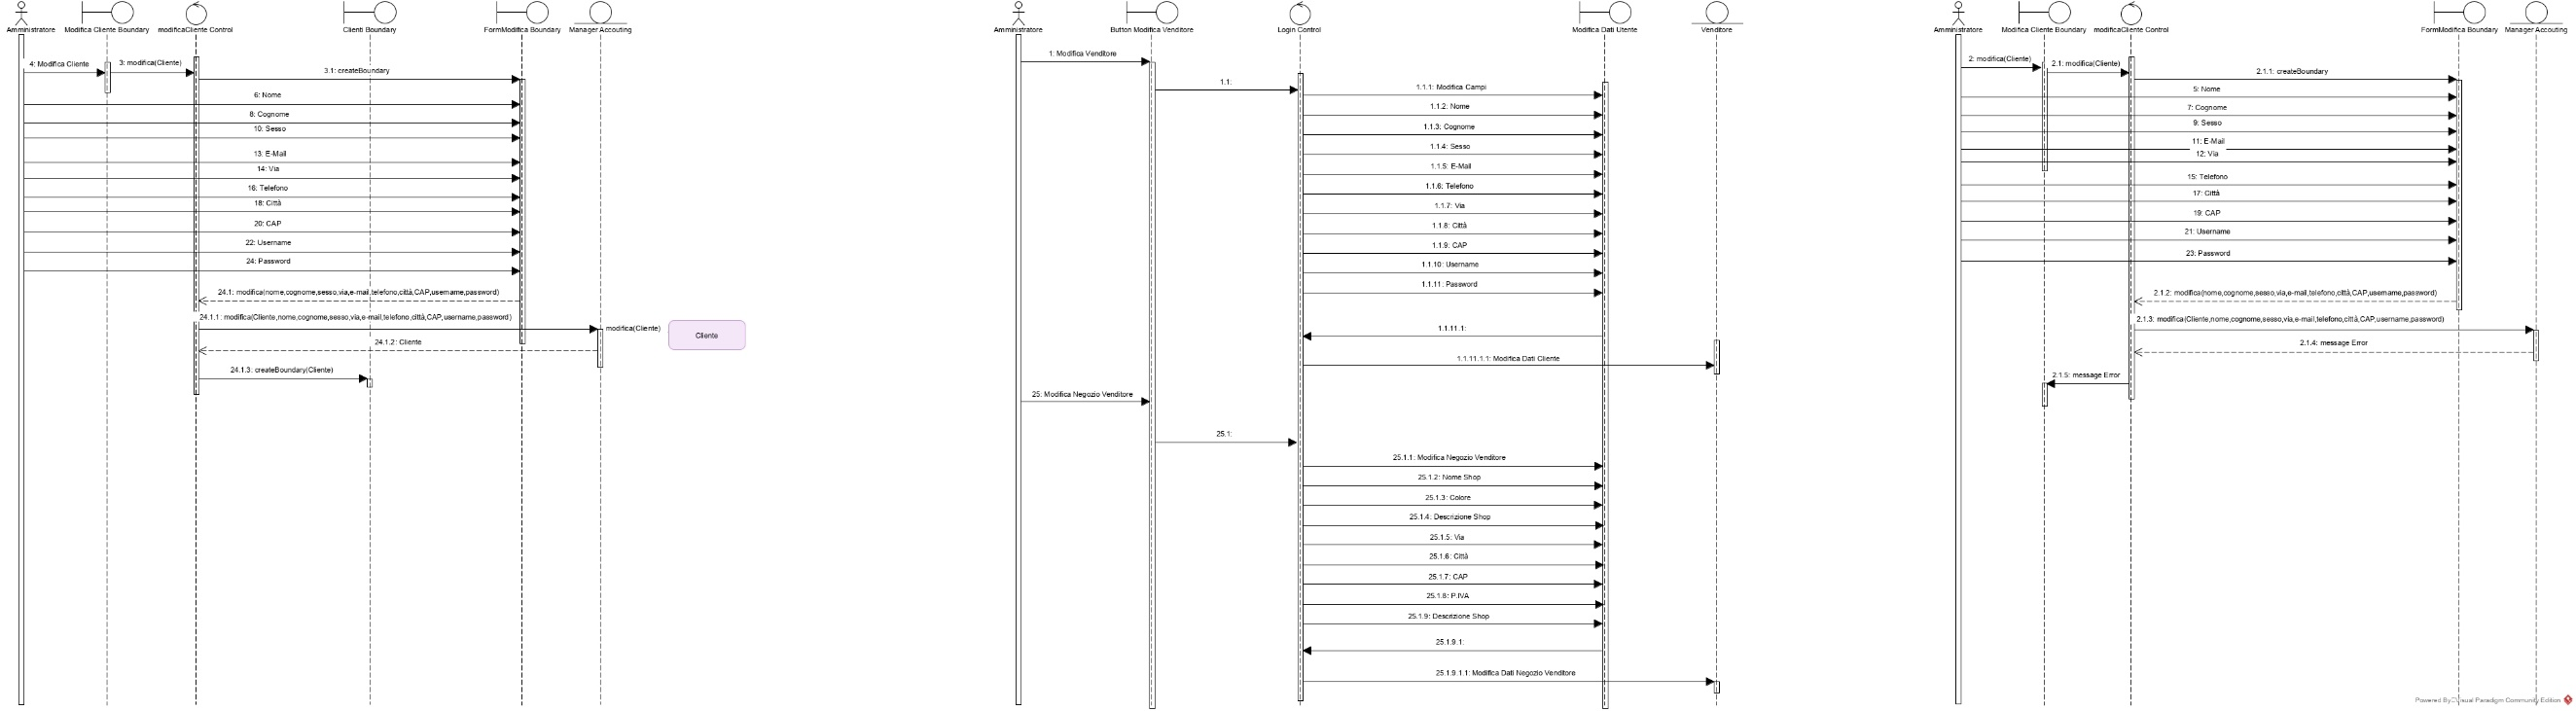 Amministratore
Modifica Cliente Boundary
modificaCliente Control
Clienti Boundary
FormModifica Boundary
Manager Accouting
4: Modifica Cliente
3: modifica(Cliente)
3.1: createBoundary
6: Nome
8: Cognome
10: Sesso
13: E-Mail
14: Via
16: Telefono
18: Città
20: CAP
22: Username
24: Password
24.1: modifica(nome,cognome,sesso,via,e-mail,telefono,città,CAP,username,password)
24.1.1: modifica(Cliente,nome,cognome,sesso,via,e-mail,telefono,città,CAP,username,password)
modifica(Cliente)
Cliente
24.1.2: Cliente
24.1.3: createBoundary(Cliente)
Amministratore
Button Modifica Venditore
Login Control
Modifica Dati Utente
Venditore
1: Modifica Venditore
1.1:
1.1.1: Modifica Campi
1.1.2: Nome
1.1.3: Cognome
1.1.4: Sesso
1.1.5: E-Mail
1.1.6: Telefono
1.1.7: Via
1.1.8: Città
1.1.9: CAP
1.1.10: Username
1.1.11: Password
1.1.11.1:
1.1.11.1.1: Modifica Dati Cliente
25: Modifica Negozio Venditore
25.1:
25.1.1: Modifica Negozio Venditore
25.1.2: Nome Shop
25.1.3: Colore
25.1.4: Descrizione Shop
25.1.5: Via
25.1.6: Città
25.1.7: CAP
25.1.8: P.IVA
25.1.9: Descrizione Shop
25.1.9.1:
25.1.9.1.1: Modifica Dati Negozio Venditore
Amministratore
Modifica Cliente Boundary
modificaCliente Control
FormModifica Boundary
Manager Accouting
2: modifica(Cliente)
2.1: modifica(Cliente)
2.1.1: createBoundary
5: Nome
7: Cognome
9: Sesso
11: E-Mail
12: Via
15: Telefono
17: Città
19: CAP
21: Username
23: Password
2.1.2: modifica(nome,cognome,sesso,via,e-mail,telefono,città,CAP,username,password)
2.1.3: modifica(Cliente,nome,cognome,sesso,via,e-mail,telefono,città,CAP,username,password)
2.1.4: message Error
2.1.5: message Error
Powered By Visual Paradigm Community Edition